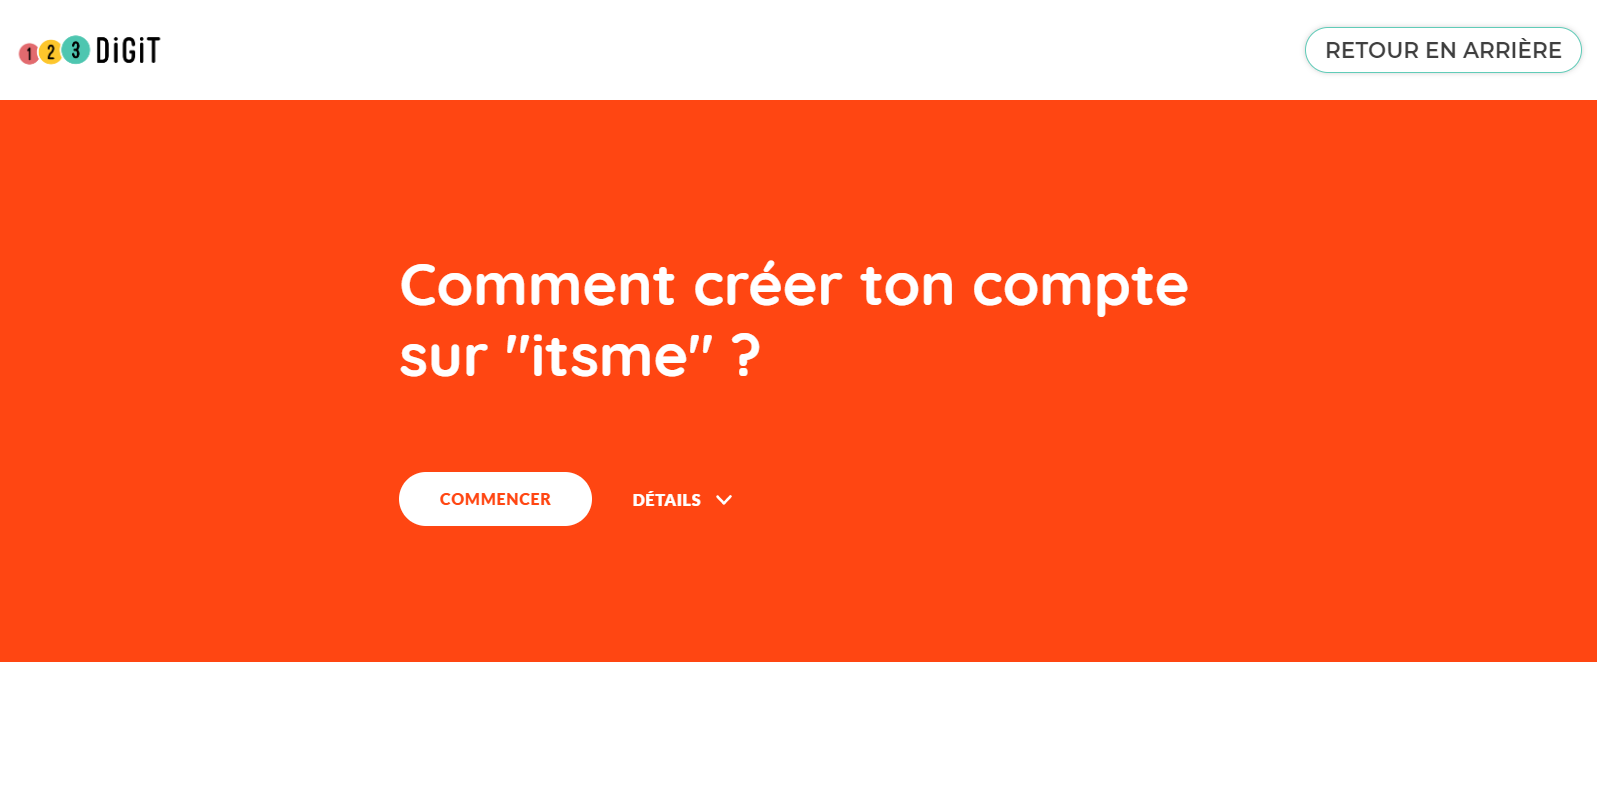 1 2 3 DiGiT
RETOUR EN ARRIÈRE
Comment créer ton compte
sur "itsme" ?
COMMENCER
DÉTAILS